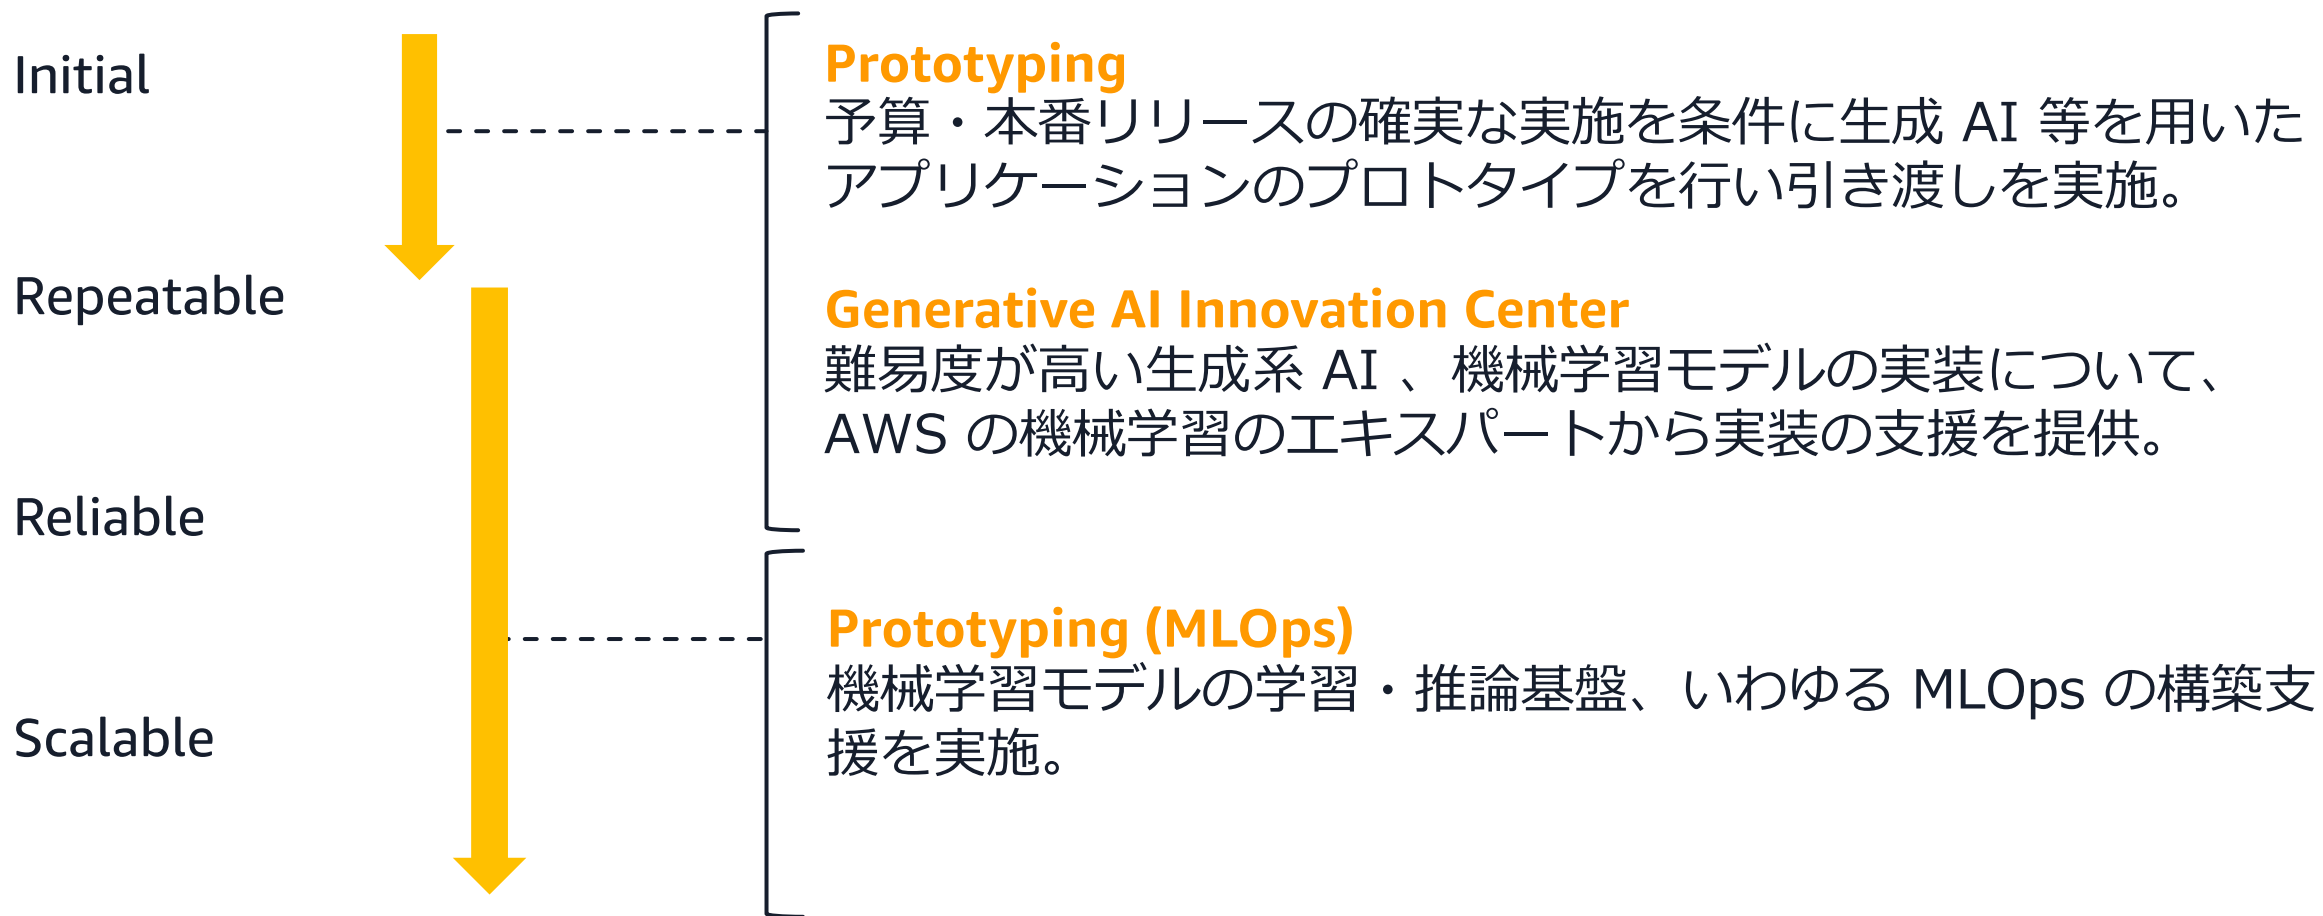 Initial
Prototyping
予算・本番リリースの確実な実施を条件に生成 AI 等を用いた
アプリケーションのプロトタイプを行い引き渡しを実施。
Repeatable
Generative AI Innovation Center
難易度が高い生成系 AI 、機械学習モデルの実装について、
AWS の機械学習のエキスパートから実装の支援を提供。
Reliable
Prototyping (MLOps)
機械学習モデルの学習・推論基盤、いわゆる MLOps の構築支
援を実施。
Scalable